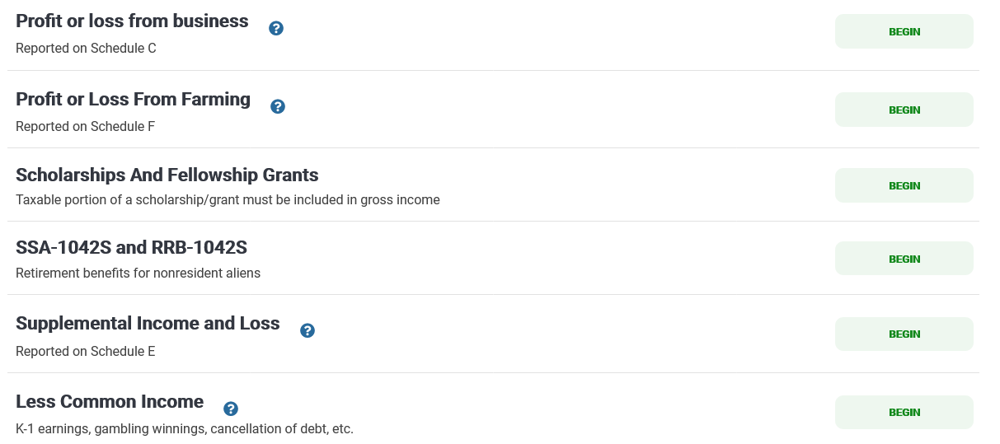 Profit or loss from business ?
Reported on Schedule C
BEGIN
Profit or Loss From Farming ?
Reported on Schedule F
BEGIN
Scholarships And Fellowship Grants
Taxable portion of a scholarship/grant must be included in gross income
BEGIN
SSA-1042S and RRB-1042S
Retirement benefits for nonresident aliens
BEGIN
Supplemental Income and Loss ?
Reported on Schedule E
BEGIN
Less Common Income ?
K-1 earnings, gambling winnings, cancellation of debt, etc.
BEGIN